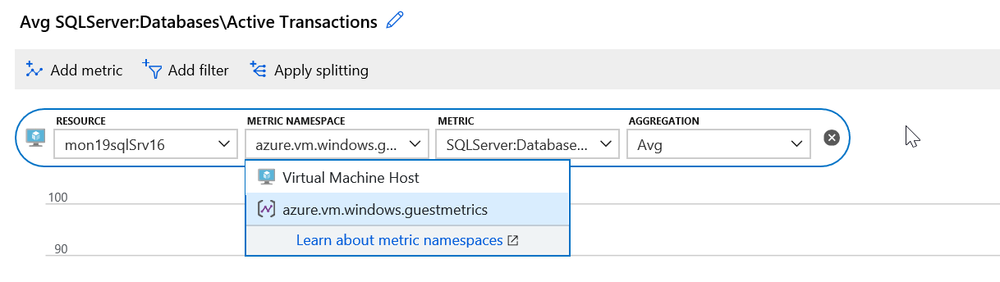 Avg SQLServer:Databases\Active Transactions
Add metric Add filter Apply splitting
RESOURCE METRIC NAMESPACE METRIC AGGREGATION
mon19sqlSrv16 azure.vm.windows.g... SQLServer:Database... Avg
Virtual Machine Host
100
azure.vm.windows.guestmetrics
Learn about metric namespaces
90